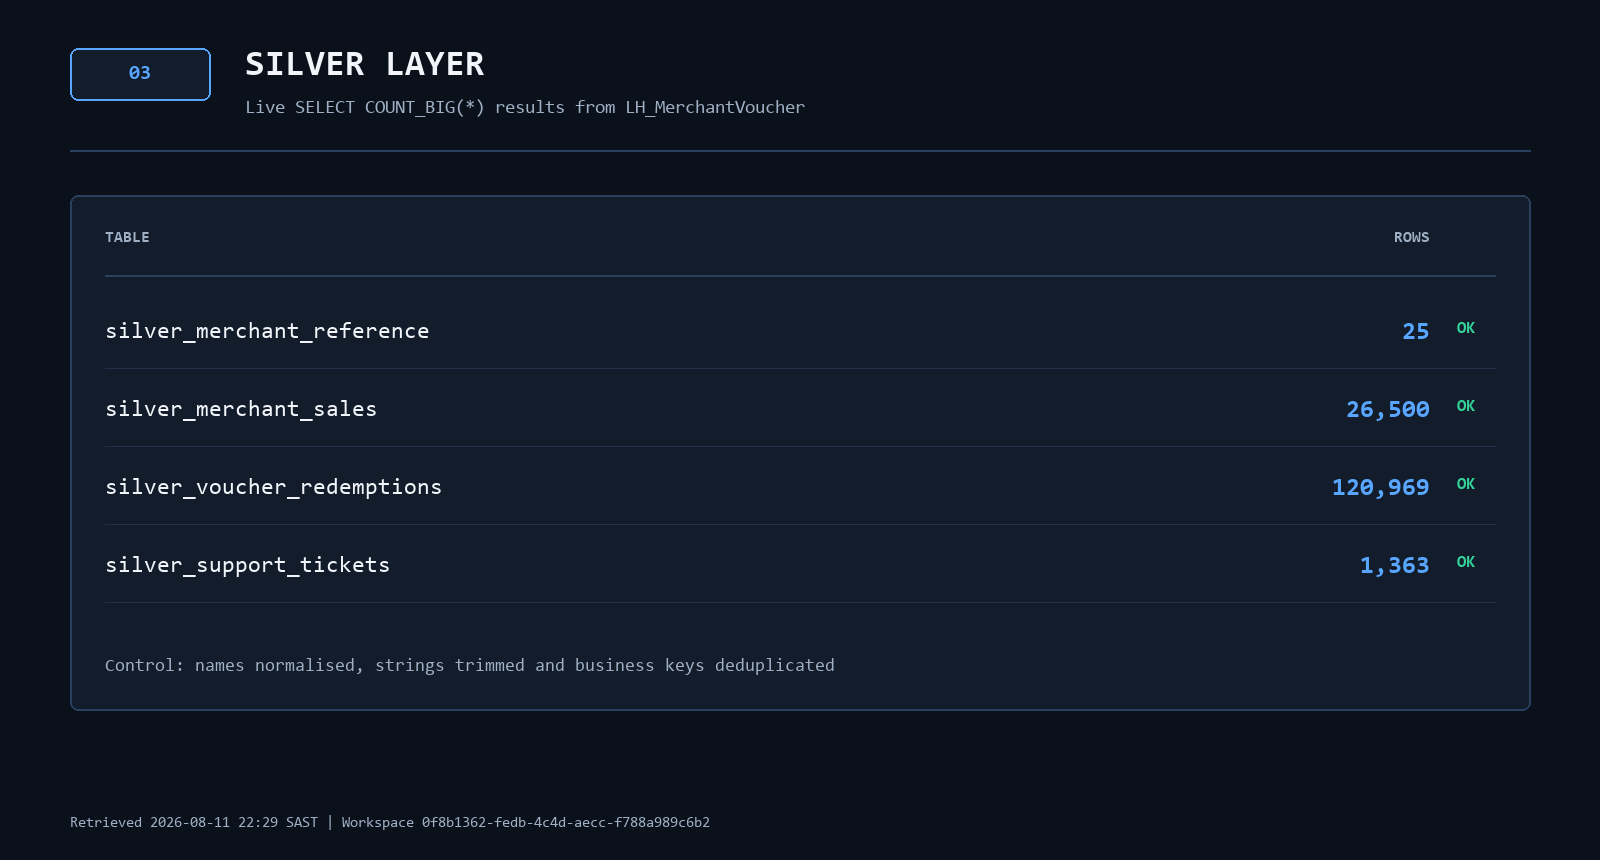 03
SILVER LAYER
Live SELECT COUNT_BIG(*) results from LH_MerchantVoucher
TABLE ROWS
silver_merchant_reference 25 OK
silver_merchant_sales 26,500 OK
silver_voucher_redemptions 120,969 OK
silver_support_tickets 1,363 OK
Control: names normalised, strings trimmed and business keys deduplicated
Retrieved 2026-08-11 22:29 SAST | Workspace 0f8b1362-fedb-4c4d-aecc-f788a989c6b2